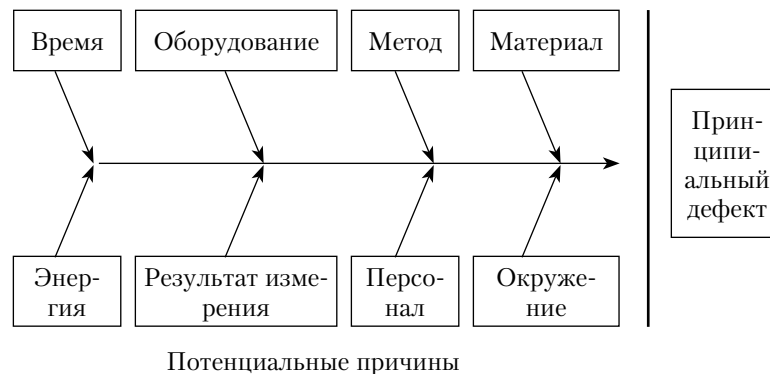 Время
Оборудование
Метод
Материал
Прин-
ципи-
альный
дефект
Энер-
гия
Результат изме-
рения
Персо-
нал
Окруже-
ние
Потенциальные причины